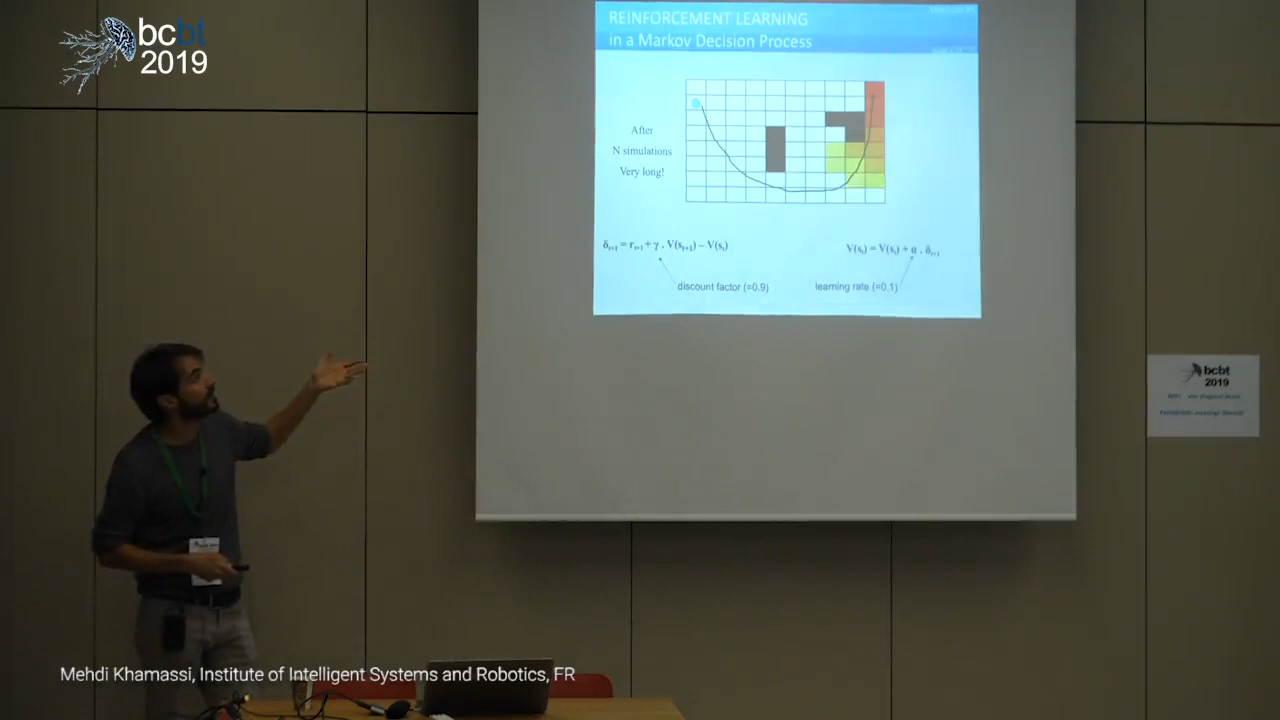 bcbt
2019
REINFORCEMENT LEARNING
in a Markov Decision Process
After
N simulations
Very long!
δt+1 = rt+1 + γ . V(st+1) – V(st)
V(st) = V(st) + α . δt+1
discount factor (=0.9)
learning rate (=0.1)
bcbt
2019
Mehdi Khamassi, Institute of Intelligent Systems and Robotics, FR